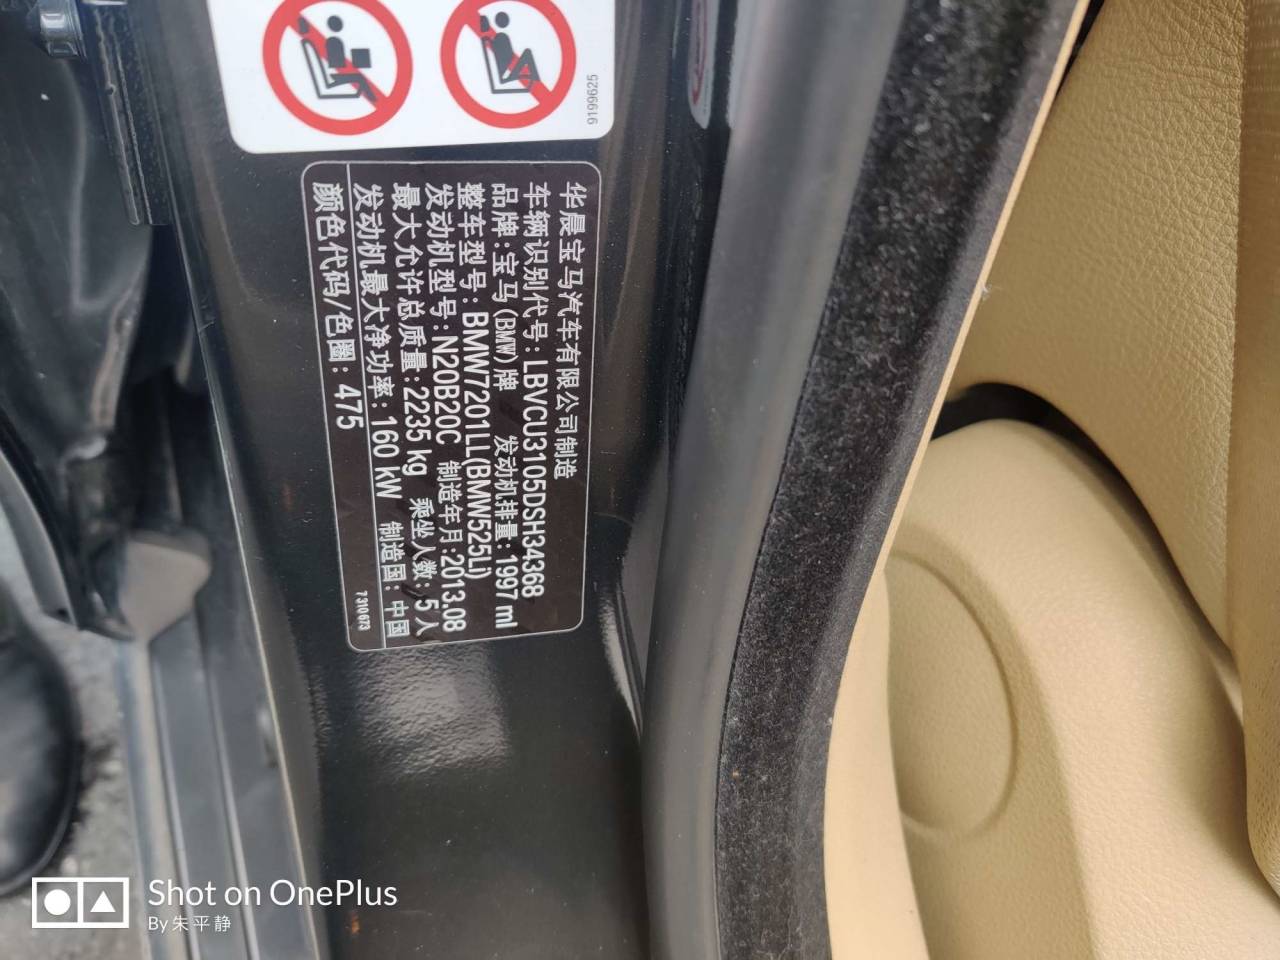 9199625
华晨宝马汽车有限公司制造
车辆识别代号:LBVCU3105DSH34368
品牌:宝马(BMW)牌 发动机排量:1997 ml
整车型号:BMW7201LL(BMW525Li)
发动机型号:N20B20C 制造年月:2013.08
最大允许总质量:2235 kg 乘坐人数:5人
发动机最大净功率:160 kW 制造国:中国
颜色代码/色圈:475
7310673
Shot on OnePlus
By 朱平静